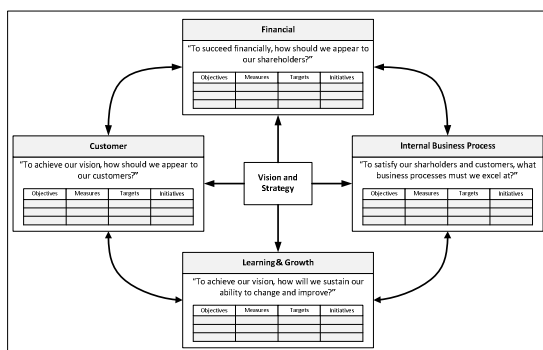 Financial
"To succeed financially, how should we appear to
our shareholders?"
Objectives Measures Targets Initiatives
Customer
"To achieve our vision, how should we appear to
our customers?"
Objectives Measures Targets Initiatives
Vision and
Strategy
Internal Business Process
"To satisfy our sharholders and customers, what
business processes must we excel at?"
Objectives Measures Targets Initiatives
Learning & Growth
"To achieve our vision, how will we sustain our
ability to change and improve?"
Objectives Measures Targets Initiatives